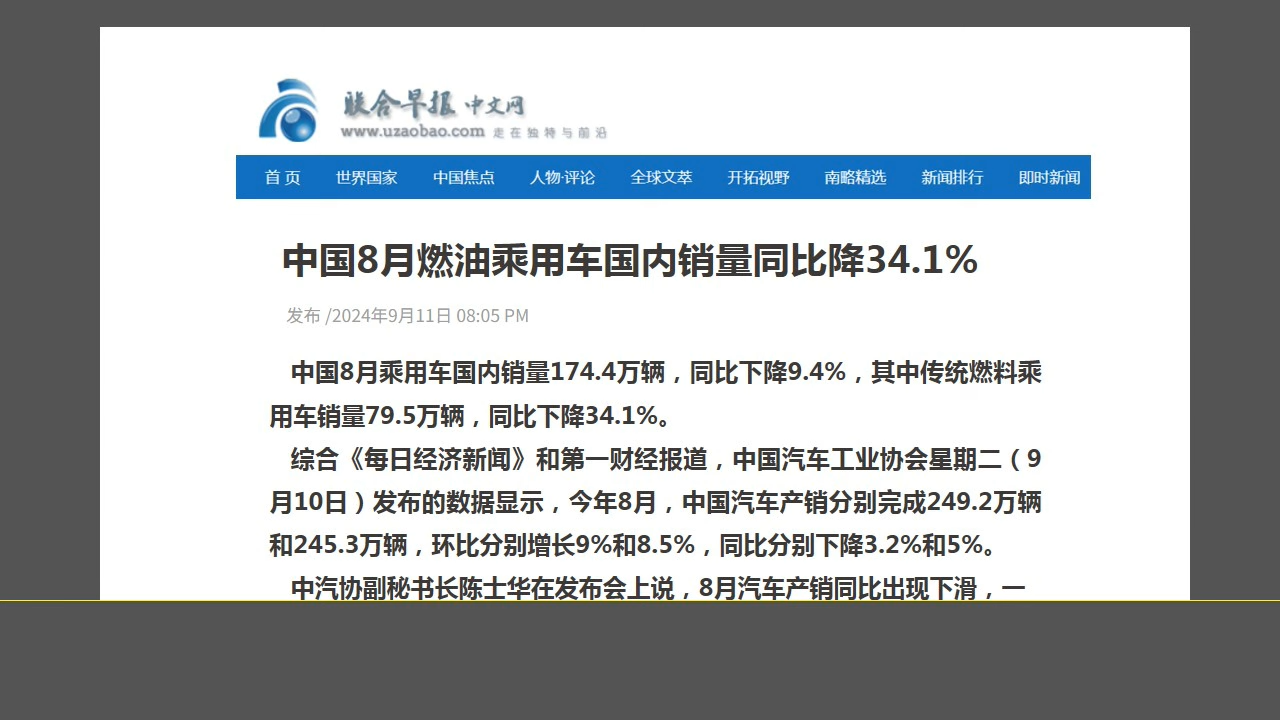 联合早报 中文网
www.uzaobao.com 走在独特与前沿
首 页 世界国家 中国焦点 人物·评论 全球文萃 开拓视野 南略精选 新闻排行 即时新闻
中国8月燃油乘用车国内销量同比降34.1%
发布 /2024年9月11日 08:05 PM
中国8月乘用车国内销量174.4万辆，同比下降9.4%，其中传统燃料乘
用车销量79.5万辆，同比下降34.1%。
综合《每日经济新闻》和第一财经报道，中国汽车工业协会星期二（9
月10日）发布的数据显示，今年8月，中国汽车产销分别完成249.2万辆
和245.3万辆，环比分别增长9%和8.5%，同比分别下降3.2%和5%。
中汽协副秘书长陈士华在发布会上说，8月汽车产销同比出现下滑，一